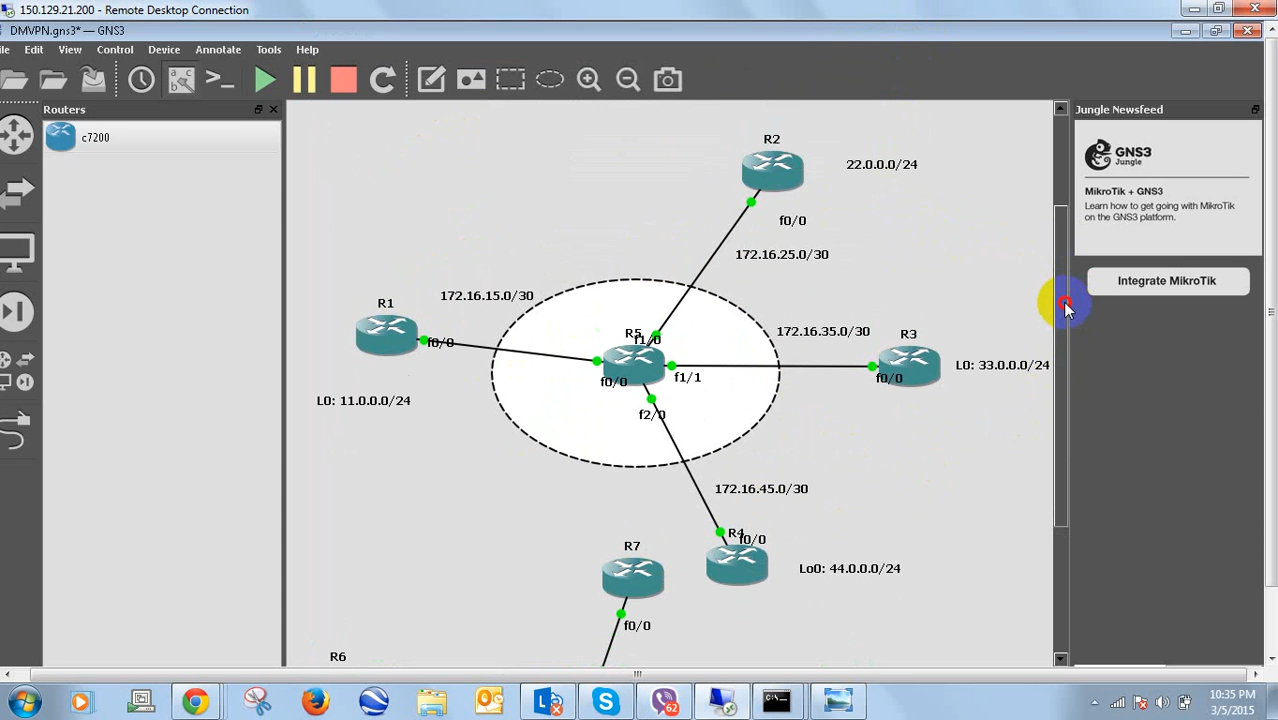 150.129.21.200 - Remote Desktop Connection
DMVPN.gns3* — GNS3
ile Edit View Control Device Annotate Tools Help
Routers
c7200
Jungle Newsfeed
GNS3
Jungle
MikroTik + GNS3
Learn how to get going with MikroTik
on the GNS3 platform.
Integrate MikroTik
R2
22.0.0.0/24
f0/0
172.16.25.0/30
R1
172.16.15.0/30
f0/0
L0: 11.0.0.0/24
R5
f1/0
f0/0
f1/1
f2/0
172.16.35.0/30
R3
f0/0
L0: 33.0.0.0/24
172.16.45.0/30
R4
f0/0
Lo0: 44.0.0.0/24
R7
f0/0
R6
62
10:35 PM
3/5/2015